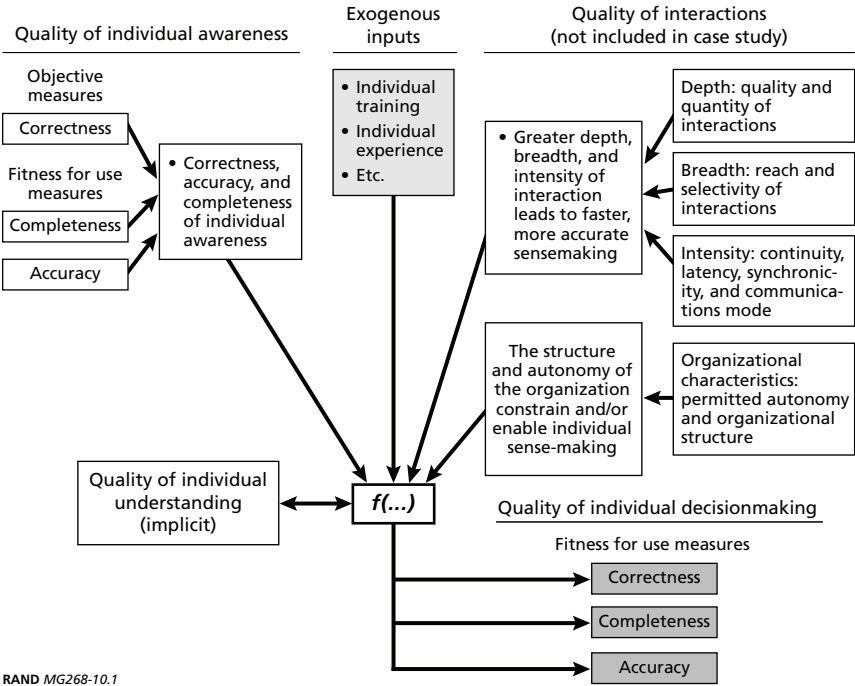 Quality of individual awareness
Objective
measures
Correctness
Fitness for use
measures
Completeness
Accuracy
• Correctness,
accuracy, and
completeness
of individual
awareness
Exogenous
inputs
• Individual
training
• Individual
experience
• Etc.
Quality of interactions
(not included in case study)
• Greater depth,
breadth, and
intensity of
interaction
leads to faster,
more accurate
sensemaking
Depth: quality and
quantity of
interactions
Breadth: reach and
selectivity of
interactions
Intensity: continuity,
latency, synchronic-
ity, and communica-
tions mode
The structure
and autonomy of
the organization
constrain and/or
enable individual
sense-making
Organizational
characteristics:
permitted autonomy
and organizational
structure
Quality of individual
understanding
(implicit)
f(...)
Quality of individual decisionmaking
Fitness for use measures
Correctness
Completeness
Accuracy
RAND MG268-10.1